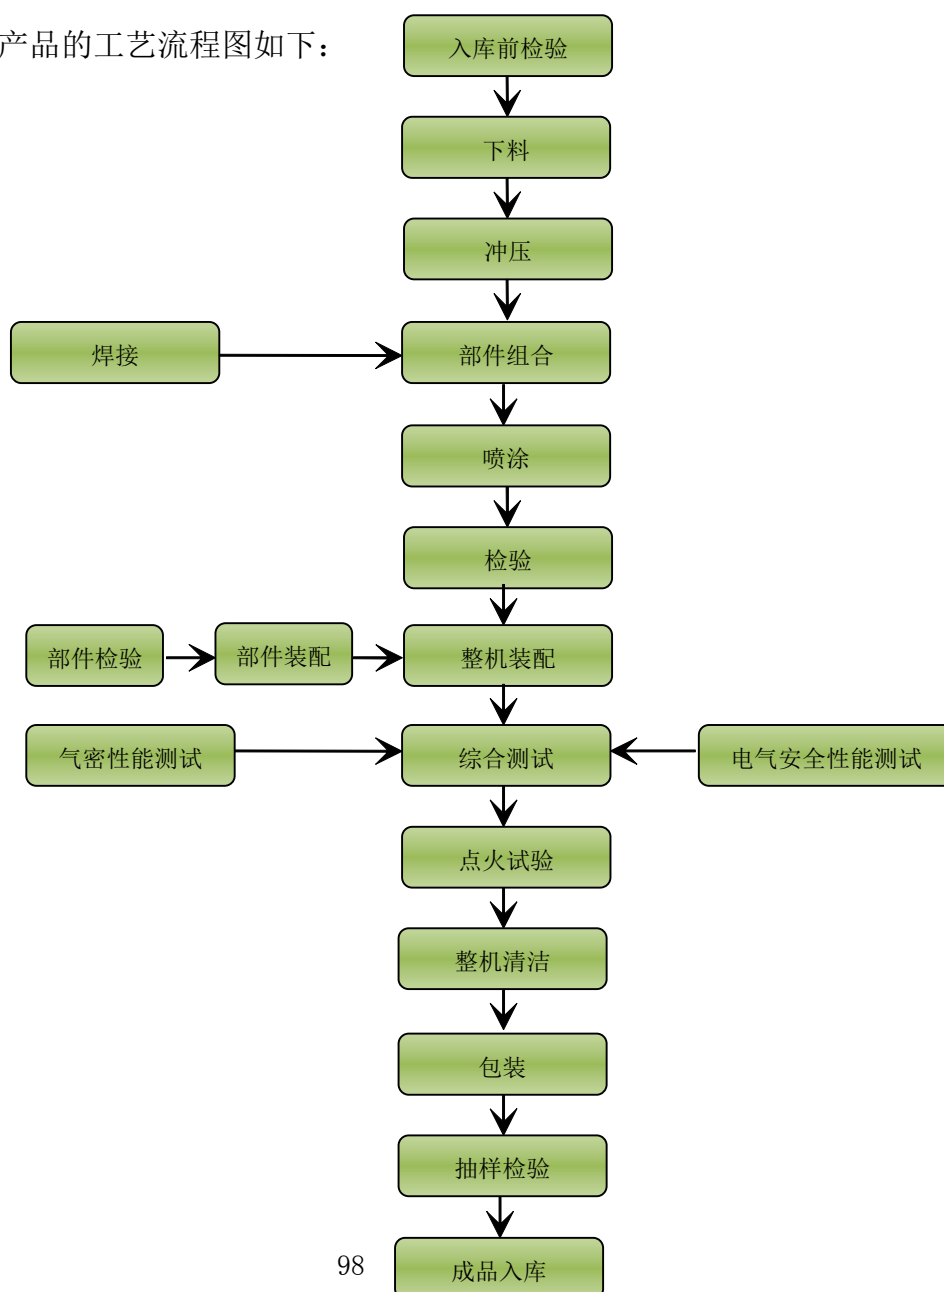 产品的工艺流程图如下：
入库前检验
下料
冲压
焊接
部件组合
喷涂
检验
部件检验
部件装配
整机装配
气密性能测试
综合测试
电气安全性能测试
点火试验
整机清洁
包装
抽样检验
98
成品入库